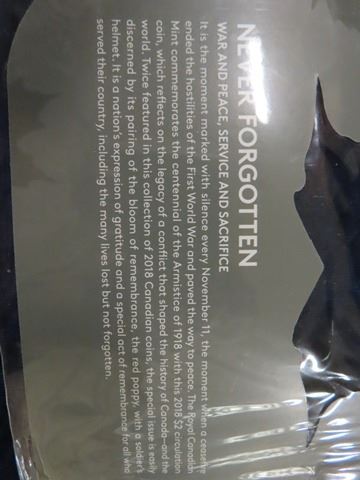 NEVER FORGOTTEN
WAR AND PEACE, SERVICE AND SACRIFICE
It is the moment marked with silence every November 11, the moment when a ceasefire
ended the hostilities of the First World War and paved the way to peace. The Royal Canadian
Mint commemorates the centennial of the Armistice of 1918 with this 2018 $2 circulation
coin, which reflects on the legacy of a conflict that shaped the history of Canada—and the
world. Twice featured in this collection of 2018 Canadian coins, the special issue is easily
discerned by its pairing of the bloom of remembrance, the red poppy, with a soldier's
helmet. It is a nation's expression of gratitude and a special act of remembrance for all who
served their country, including the many lives lost but not forgotten.